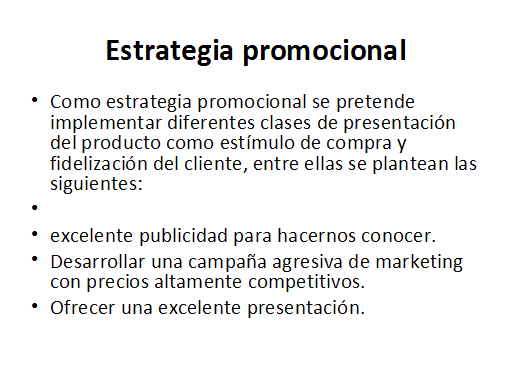 Estrategia promocional
• Como estrategia promocional se pretende
implementar diferentes clases de presentación
del producto como estímulo de compra y
fidelización del cliente, entre ellas se plantean las
siguientes:
•
• excelente publicidad para hacernos conocer.
• Desarrollar una campaña agresiva de marketing
con precios altamente competitivos.
• Ofrecer una excelente presentación.